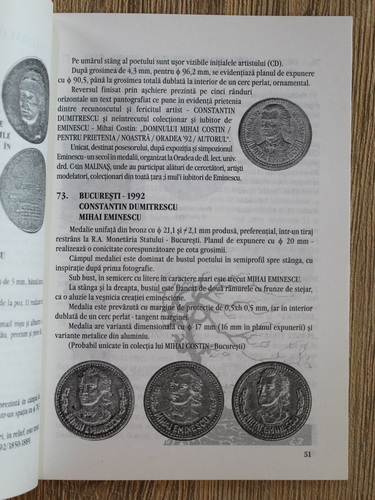 Pe umărul stâng al poetului sunt ușor vizibile inițialele artistului (CD).
După grosimea de 4,3 mm, pe ɸ 96,2 mm, se evidențiază planul de expunere
cu ɸ 90,5, până la grosimea totală dublată la interior de un cerc perlat, ornamental.
Reversul finisat prin așchiere prezintă pe cinci rânduri
orizontale un text pantografiat ce pune în evidență prietenia
dintre recunoscutul și fericitul artist - CONSTANTIN
DUMITRESCU și neîntrecutul colecționar și iubitor de
EMINESCU - Mihai Costin: „DOMNULUI MIHAI COSTIN /
PENTRU PRIETENIA / NOASTRĂ / ORADEA '92 / AUTORUL".
Unicat, destinat posesorului, după expoziția și simpozionul
Eminescu - un secol în medalii, organizat la Oradea de dl. lect. univ.
drd. Gân MALINAȘ, unde au participat alături de cercetători, artiști
modelatori, colecționari din toată țara și mulți iubitori de Eminescu.
73. BUCUREȘTI - 1992
CONSTANTIN DUMITRESCU
MIHAI EMINESCU
Medalie unifață din bronz cu ɸ 21,1 și ≠ 2,1 mm produsă, preferențial, într-un tiraj
restrâns la R.A. Monetăria Statului - București. Planul de expunere cu ɸ 20 mm -
realizează o conicitate corespunzătoare pe cota grosimii.
Câmpul medaliei este dominat de bustul poetului în semiprofil spre stânga, cu
inspirație după prima fotografie.
Sub bust, în semicerc cu litere în caractere mari este trecut MIHAI EMINESCU.
La stânga și la dreapta, bustul este flancat de două rămurele cu frunze de stejar,
ca o aluzie la veșnicia creației eminesciene.
Medalia este prevăzută cu margine de protecție de 0,5xh 0,5 mm, iar în interior
dublată de un cerc perlat - tangent marginei.
Medalia are variantă dimensională cu ɸ 17 mm (16 mm în planul expunerii) și
variante metalice din aluminiu.
(Probabil unicate în colecția lui MIHAI COSTIN - București)
MIHAI EMINESCU
MIHAI EMINESCU
MIHAI EMINESCU
51